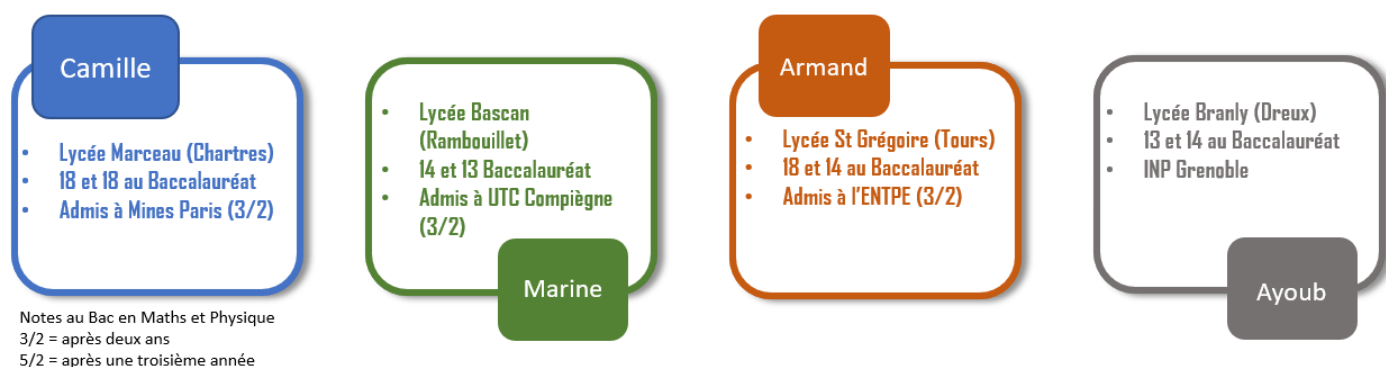 Camille
• Lycée Marceau (Chartres)
• 18 et 18 au Baccalauréat
• Admis à Mines Paris (3/2)
• Lycée Bascan
(Rambouillet)
• 14 et 13 Baccalauréat
• Admis à UTC Compiègne
(3/2)
Marine
Armand
• Lycée St Grégoire (Tours)
• 18 et 14 au Baccalauréat
• Admis à l'ENTPE (3/2)
• Lycée Branly (Dreux)
• 13 et 14 au Baccalauréat
• INP Grenoble
Ayoub
Notes au Bac en Maths et Physique
3/2 = après deux ans
5/2 = après une troisième année